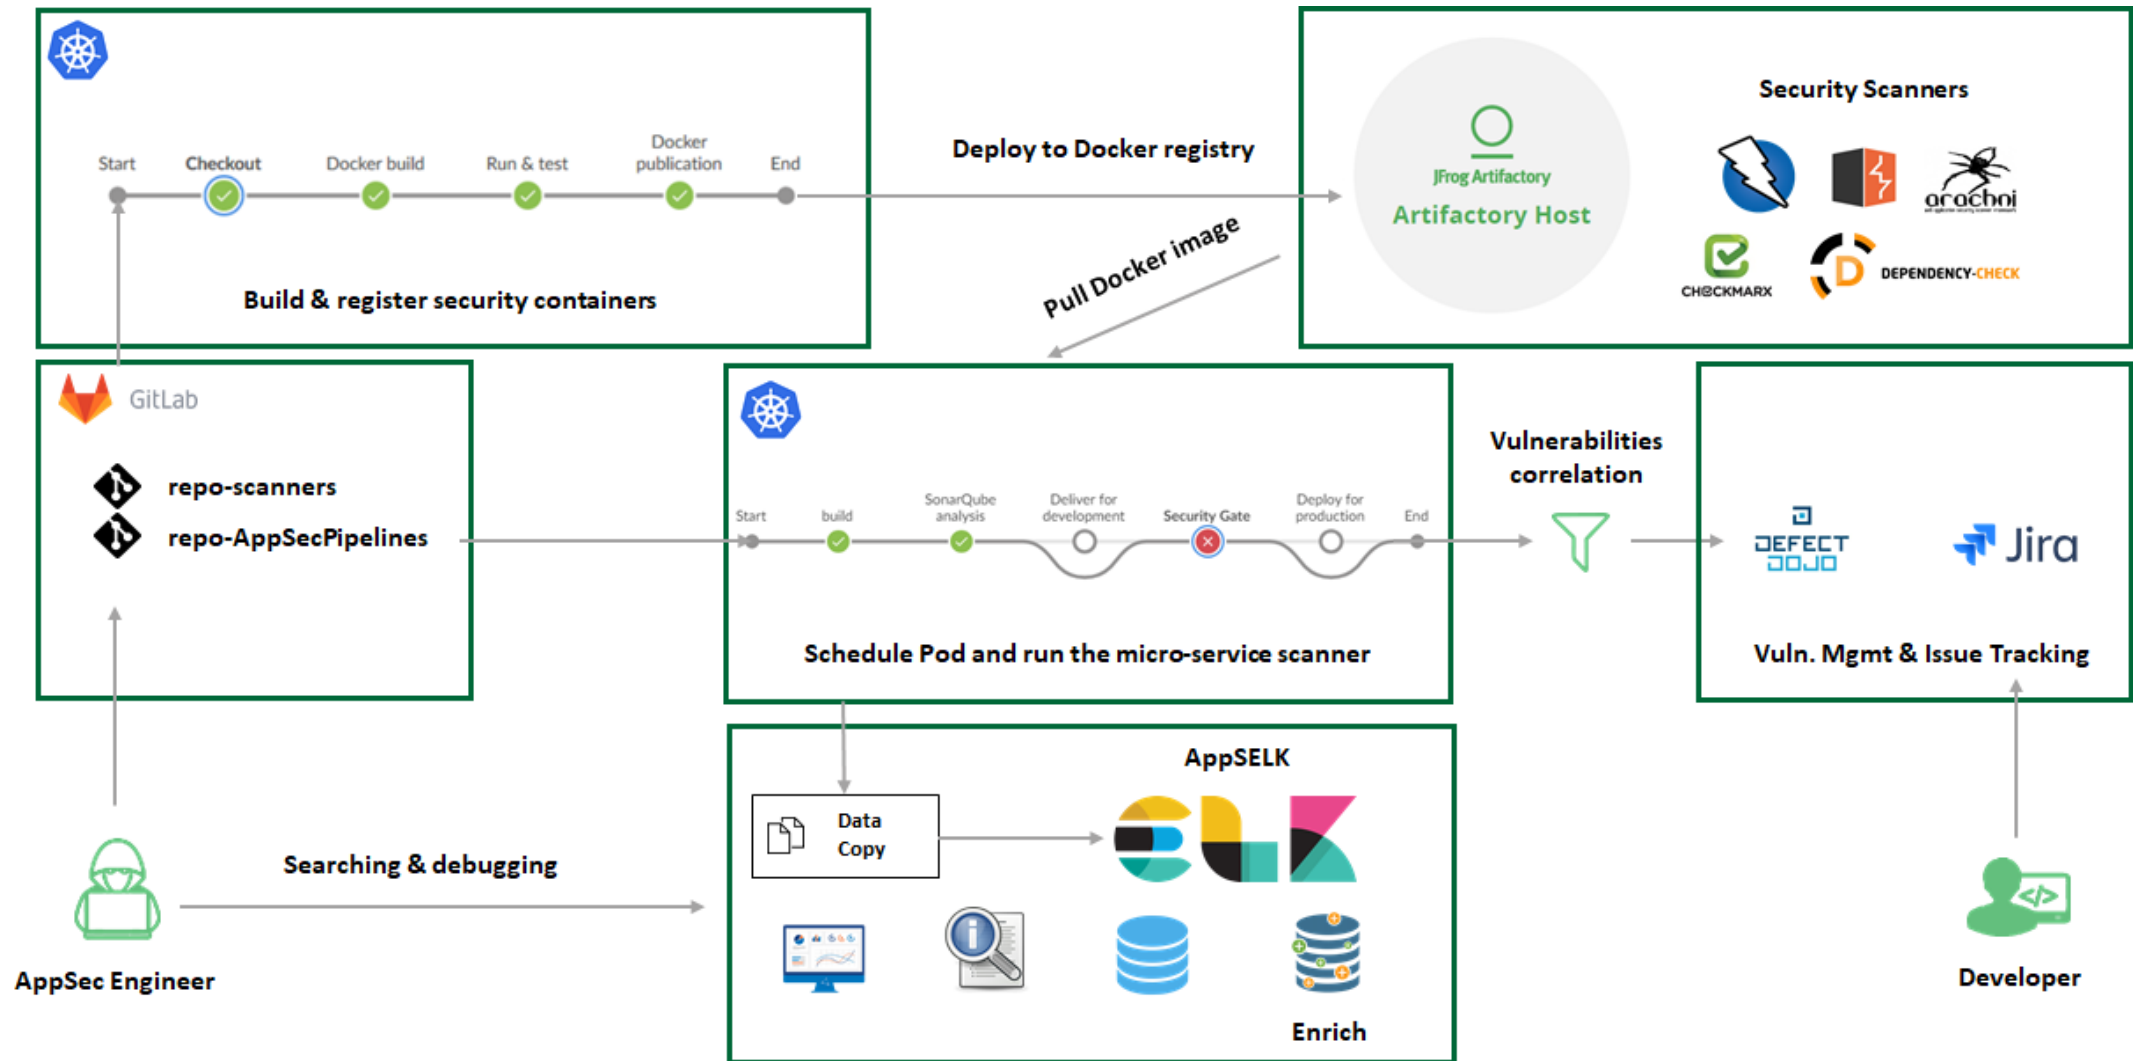 Start
Checkout
Docker build
Run & test
Docker
publication
End
Build & register security containers
Deploy to Docker registry
JFrog Artifactory
Artifactory Host
Security Scanners
arachni
CHECKMARX
DEPENDENCY-CHECK
Pull Docker image
GitLab
repo-scanners
repo-AppSecPipelines
Start
build
SonarQube
analysis
Deliver for
development
Security Gate
Deploy for
production
End
Schedule Pod and run the micro-service scanner
Vulnerabilities
correlation
DEFECT
DOJO
Jira
Vuln. Mgmt & Issue Tracking
AppSELK
Data
Copy
Enrich
Searching & debugging
AppSec Engineer
Developer